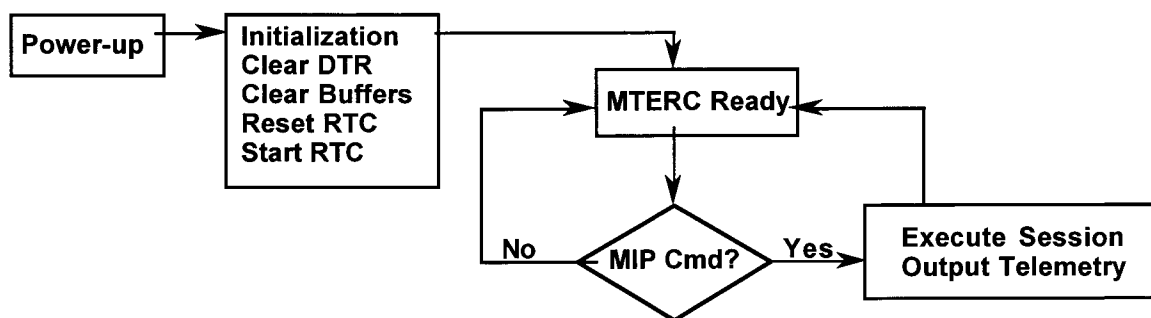 Power-up
Initialization
Clear DTR
Clear Buffers
Reset RTC
Start RTC
MTERC Ready
MIP Cmd?
No
Yes
Execute Session
Output Telemetry